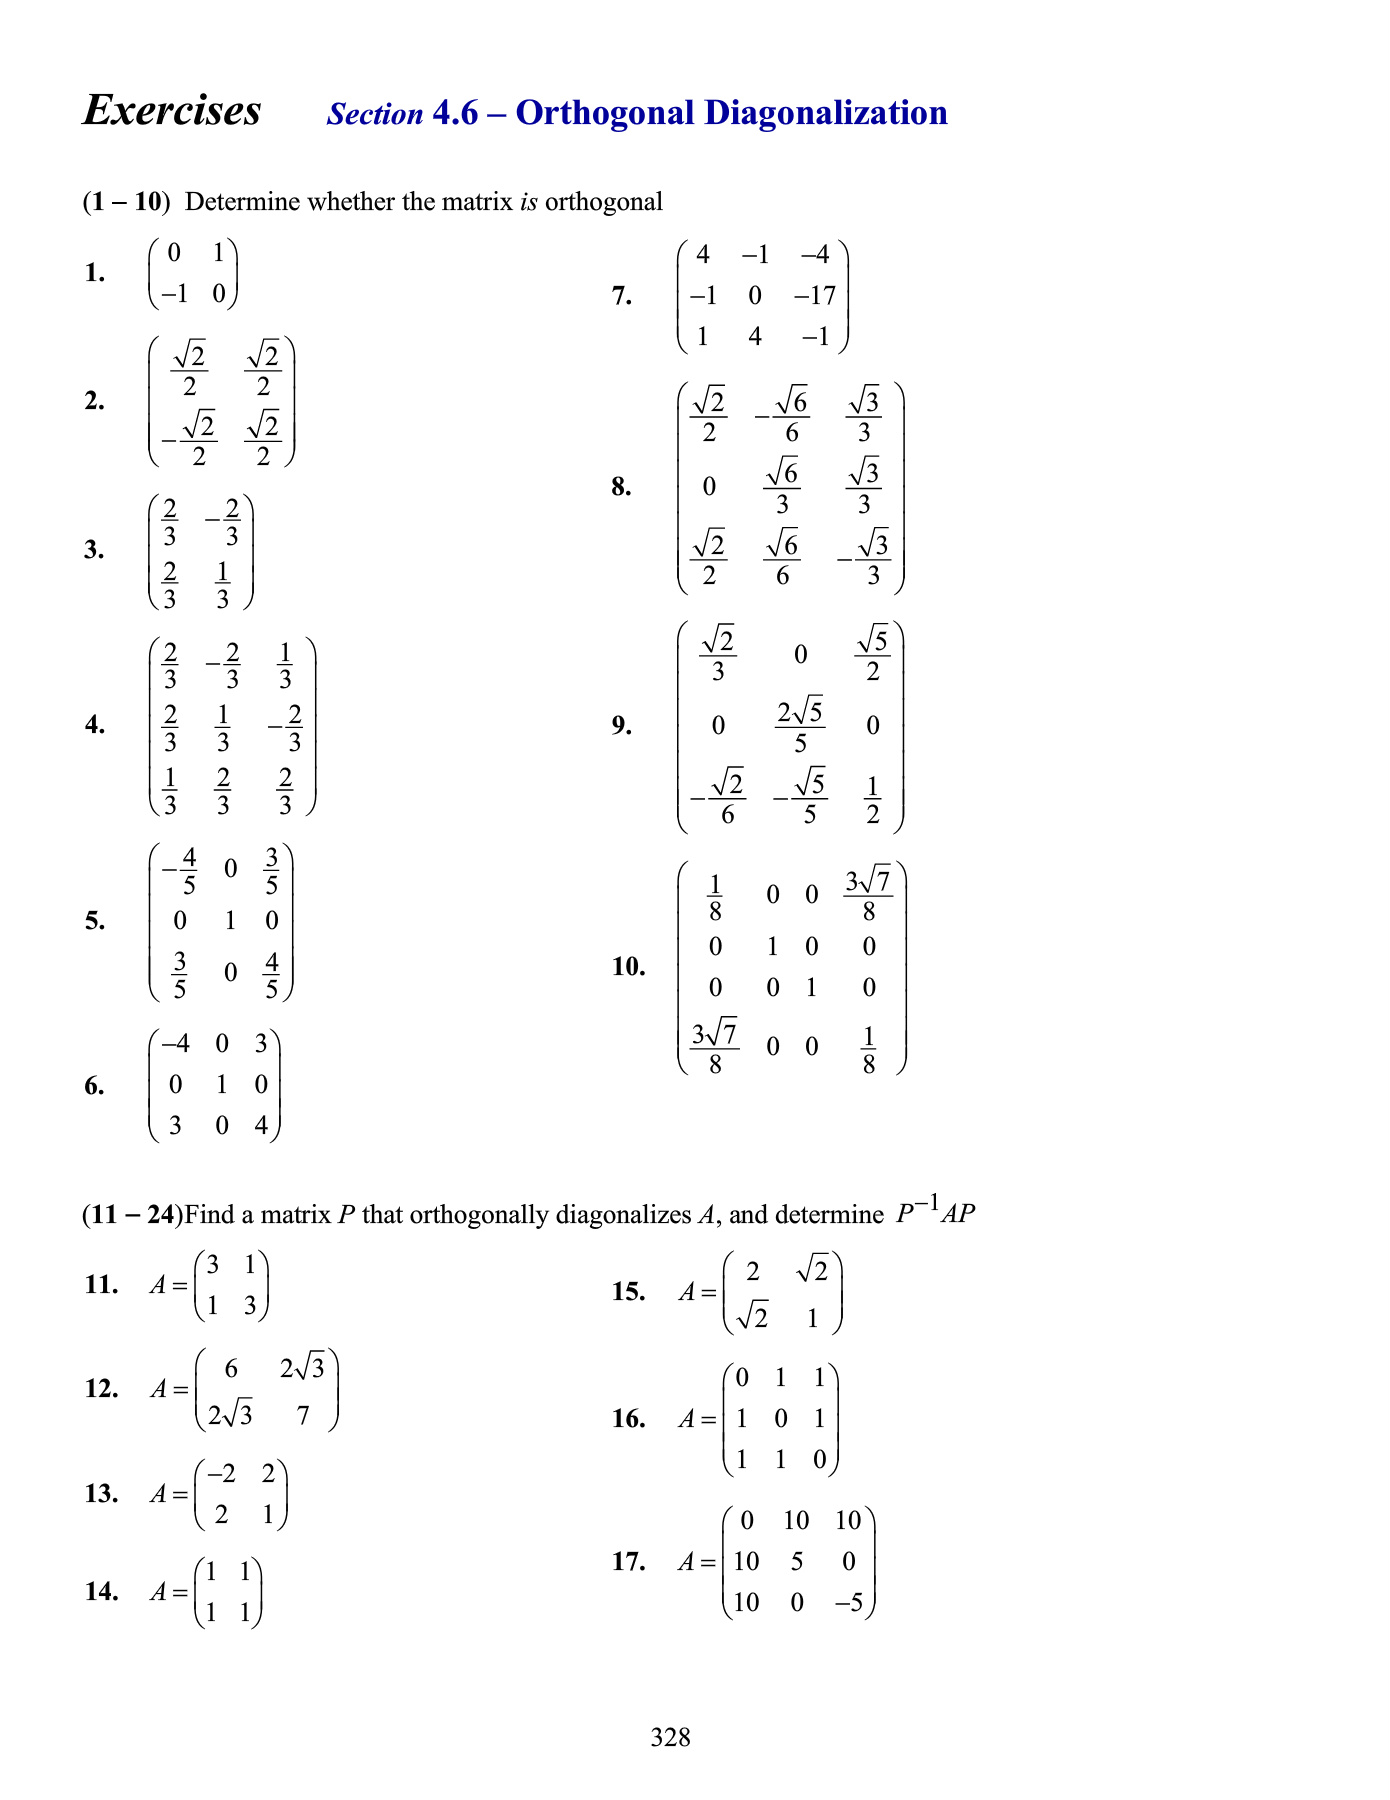 Exercises Section 4.6 – Orthogonal Diagonalization
(1 – 10) Determine whether the matrix is orthogonal
1. \begin{pmatrix} 0 & 1 \\ -1 & 0 \end{pmatrix}
2. \begin{pmatrix} \frac{\sqrt{2}}{2} & \frac{\sqrt{2}}{2} \\ -\frac{\sqrt{2}}{2} & \frac{\sqrt{2}}{2} \end{pmatrix}
3. \begin{pmatrix} \frac{2}{3} & -\frac{2}{3} \\ \frac{2}{3} & \frac{1}{3} \end{pmatrix}
4. \begin{pmatrix} \frac{2}{3} & -\frac{2}{3} & \frac{1}{3} \\ \frac{2}{3} & \frac{1}{3} & -\frac{2}{3} \\ \frac{1}{3} & \frac{2}{3} & \frac{2}{3} \end{pmatrix}
5. \begin{pmatrix} -\frac{4}{5} & 0 & \frac{3}{5} \\ 0 & 1 & 0 \\ \frac{3}{5} & 0 & \frac{4}{5} \end{pmatrix}
6. \begin{pmatrix} -4 & 0 & 3 \\ 0 & 1 & 0 \\ 3 & 0 & 4 \end{pmatrix}
7. \begin{pmatrix} 4 & -1 & -4 \\ -1 & 0 & -17 \\ 1 & 4 & -1 \end{pmatrix}
8. \begin{pmatrix} \frac{\sqrt{2}}{2} & -\frac{\sqrt{6}}{6} & \frac{\sqrt{3}}{3} \\ 0 & \frac{\sqrt{6}}{3} & \frac{\sqrt{3}}{3} \\ \frac{\sqrt{2}}{2} & \frac{\sqrt{6}}{6} & -\frac{\sqrt{3}}{3} \end{pmatrix}
9. \begin{pmatrix} \frac{\sqrt{2}}{3} & 0 & \frac{\sqrt{5}}{2} \\ 0 & \frac{2\sqrt{5}}{5} & 0 \\ -\frac{\sqrt{2}}{6} & -\frac{\sqrt{5}}{5} & \frac{1}{2} \end{pmatrix}
10. \begin{pmatrix} \frac{1}{8} & 0 & 0 & \frac{3\sqrt{7}}{8} \\ 0 & 1 & 0 & 0 \\ 0 & 0 & 1 & 0 \\ \frac{3\sqrt{7}}{8} & 0 & 0 & \frac{1}{8} \end{pmatrix}
(11 – 24)Find a matrix P that orthogonally diagonalizes A, and determine P^{-1}AP
11. A = \begin{pmatrix} 3 & 1 \\ 1 & 3 \end{pmatrix}
12. A = \begin{pmatrix} 6 & 2\sqrt{3} \\ 2\sqrt{3} & 7 \end{pmatrix}
13. A = \begin{pmatrix} -2 & 2 \\ 2 & 1 \end{pmatrix}
14. A = \begin{pmatrix} 1 & 1 \\ 1 & 1 \end{pmatrix}
15. A = \begin{pmatrix} 2 & \sqrt{2} \\ \sqrt{2} & 1 \end{pmatrix}
16. A = \begin{pmatrix} 0 & 1 & 1 \\ 1 & 0 & 1 \\ 1 & 1 & 0 \end{pmatrix}
17. A = \begin{pmatrix} 0 & 10 & 10 \\ 10 & 5 & 0 \\ 10 & 0 & -5 \end{pmatrix}
328